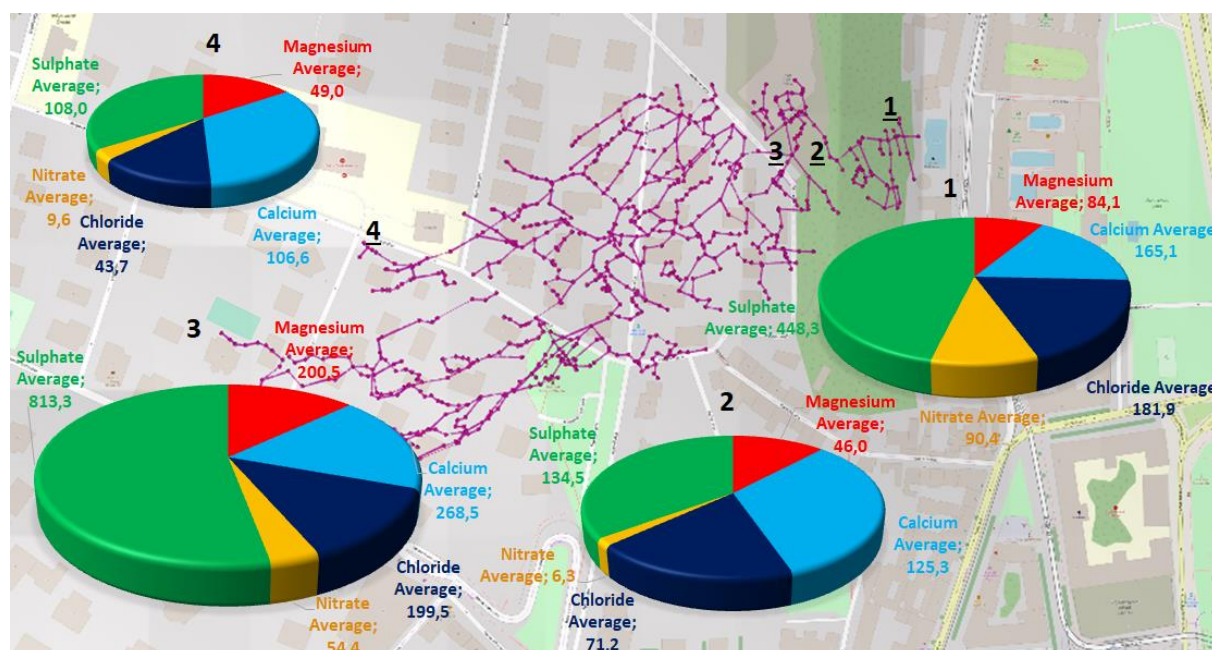 4
Sulphate
Average;
108,0
Magnesium
Average;
49,0
Nitrate
Average;
9,6
Chloride
Average;
43,7
Calcium
Average;
106,6
4
3
2
1
1
Magnesium
Average; 84,1
Calcium Average;
165,1
Sulphate
Average; 448,3
Nitrate Average;
90,4
Chloride Average;
181,9
3
Sulphate
Average;
813,3
Magnesium
Average;
200,5
Calcium
Average;
268,5
Chloride
Average;
199,5
Nitrate
Average;
54,4
2
Sulphate
Average;
134,5
Magnesium
Average;
46,0
Nitrate
Average; 6,3
Chloride
Average;
71,2
Calcium
Average;
125,3